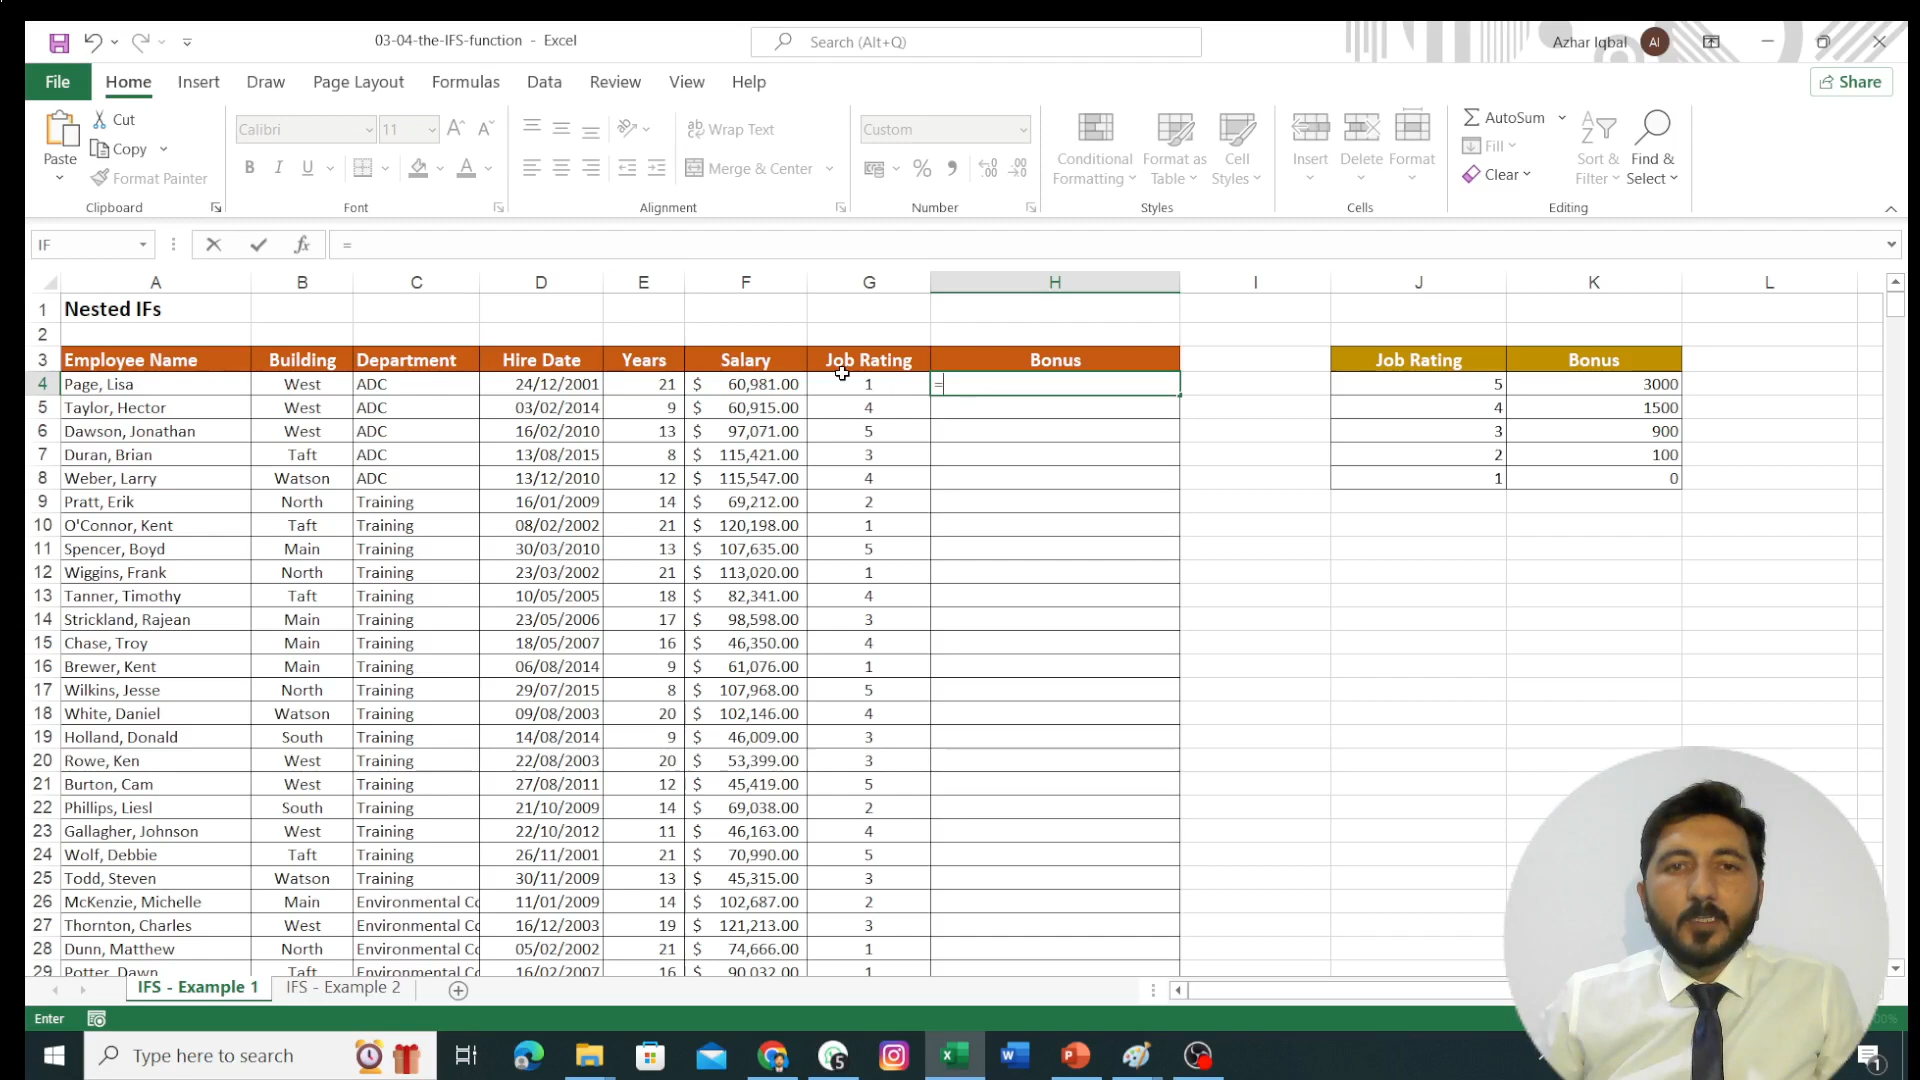 03-04-the-IFS-function - Excel
Search (Alt+Q)
Azhar Iqbal
AI
File Home Insert Draw Page Layout Formulas Data Review View Help
Share
Paste
Cut
Copy
Format Painter
Clipboard
Calibri 11
B I U
Font
Wrap Text
Merge & Center
Alignment
Custom
Number
Conditional Formatting
Format as Table
Cell Styles
Styles
Insert Delete Format
Cells
AutoSum
Fill
Clear
Sort & Filter
Find & Select
Editing
IF fx =
A B C D E F G H I J K L
1 Nested IFs
2
3 Employee Name Building Department Hire Date Years Salary Job Rating Bonus Job Rating Bonus
4 Page, Lisa West ADC 24/12/2001 21 $ 60,981.00 1 = 5 3000
5 Taylor, Hector West ADC 03/02/2014 9 $ 60,915.00 4 4 1500
6 Dawson, Jonathan West ADC 16/02/2010 13 $ 97,071.00 5 3 900
7 Duran, Brian Taft ADC 13/08/2015 8 $ 115,421.00 3 2 100
8 Weber, Larry Watson ADC 13/12/2010 12 $ 115,547.00 4 1 0
9 Pratt, Erik North Training 16/01/2009 14 $ 69,212.00 2
10 O'Connor, Kent Taft Training 08/02/2002 21 $ 120,198.00 1
11 Spencer, Boyd Main Training 30/03/2010 13 $ 107,635.00 5
12 Wiggins, Frank North Training 23/03/2002 21 $ 113,020.00 1
13 Tanner, Timothy Taft Training 10/05/2005 18 $ 82,341.00 4
14 Strickland, Rajean Main Training 23/05/2006 17 $ 98,598.00 3
15 Chase, Troy Main Training 18/05/2007 16 $ 46,350.00 4
16 Brewer, Kent Main Training 06/08/2014 9 $ 61,076.00 1
17 Wilkins, Jesse North Training 29/07/2015 8 $ 107,968.00 5
18 White, Daniel Watson Training 09/08/2003 20 $ 102,146.00 4
19 Holland, Donald South Training 14/08/2014 9 $ 46,009.00 3
20 Rowe, Ken West Training 22/08/2003 20 $ 53,399.00 3
21 Burton, Cam West Training 27/08/2011 12 $ 45,419.00 5
22 Phillips, Liesl South Training 21/10/2009 14 $ 69,038.00 2
23 Gallagher, Johnson West Training 22/10/2012 11 $ 46,163.00 4
24 Wolf, Debbie Taft Training 26/11/2001 21 $ 70,990.00 5
25 Todd, Steven Watson Training 30/11/2009 13 $ 45,315.00 3
26 McKenzie, Michelle Main Environmental Co 11/01/2009 14 $ 102,687.00 2
27 Thornton, Charles West Environmental Co 16/12/2003 19 $ 121,213.00 3
28 Dunn, Matthew North Environmental Co 05/02/2002 21 $ 74,666.00 1
29 Potter, Dawn Taft Environmental Co 16/02/2007 16 $ 90,032.00 1
IFS - Example 1 IFS - Example 2
Enter
Type here to search
1